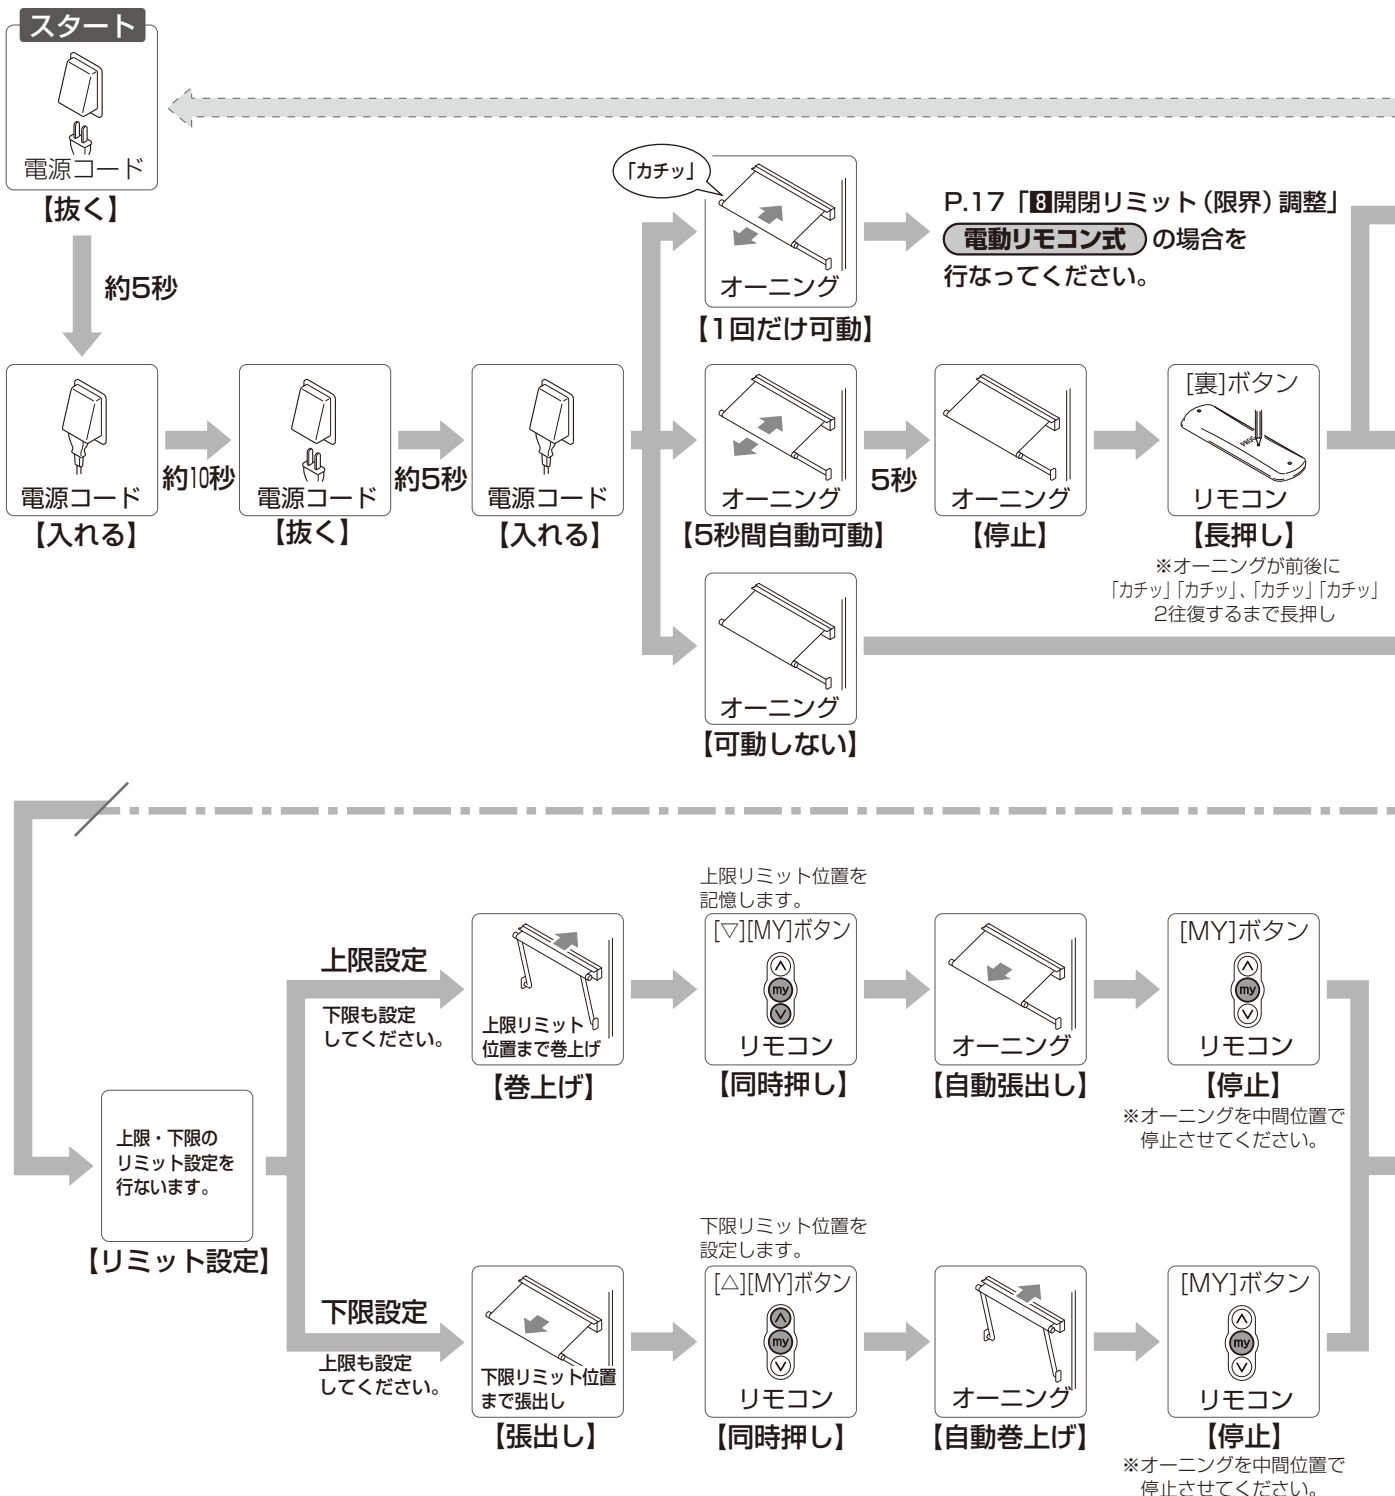 スタート
電源コード
【抜く】
約5秒
電源コード
【入れる】
約10秒
電源コード
【抜く】
約5秒
電源コード
【入れる】
「カチッ」
オーニング
【1回だけ可動】
P.17「8開閉リミット(限界)調整」
電動リモコン式 の場合を
行なってください。
オーニング
【5秒間自動可動】
5秒
オーニング
【停止】
[裏]ボタン
PROG
リモコン
【長押し】
※オーニングが前後に
「カチッ」「カチッ」、「カチッ」「カチッ」
2往復するまで長押し
オーニング
【可動しない】
上限・下限の
リミット設定を
行ないます。
【リミット設定】
上限設定
下限も設定
してください。
上限リミット
位置まで巻上げ
【巻上げ】
上限リミット位置を
記憶します。
[▽][MY]ボタン
my
リモコン
【同時押し】
オーニング
【自動張出し】
[MY]ボタン
my
リモコン
【停止】
※オーニングを中間位置で
停止させてください。
下限設定
上限も設定
してください。
下限リミット位置
まで張出し
【張出し】
下限リミット位置を
設定します。
[△][MY]ボタン
my
リモコン
【同時押し】
オーニング
【自動巻上げ】
[MY]ボタン
my
リモコン
【停止】
※オーニングを中間位置で
停止させてください。